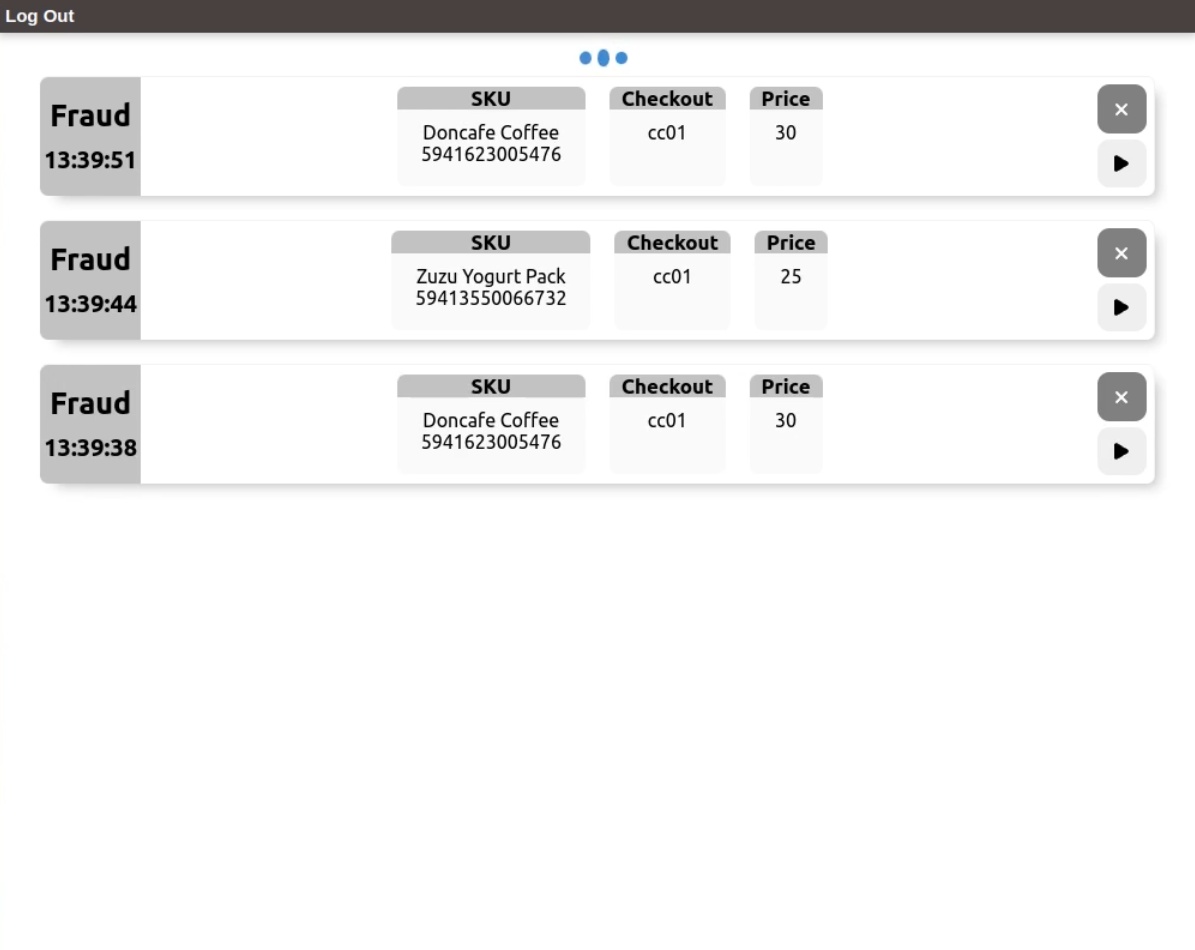 Log Out
Fraud
13:39:51
SKU
Doncafe Coffee
5941623005476
Checkout
cc01
Price
30
Fraud
13:39:44
SKU
Zuzu Yogurt Pack
59413550066732
Checkout
cc01
Price
25
Fraud
13:39:38
SKU
Doncafe Coffee
5941623005476
Checkout
cc01
Price
30